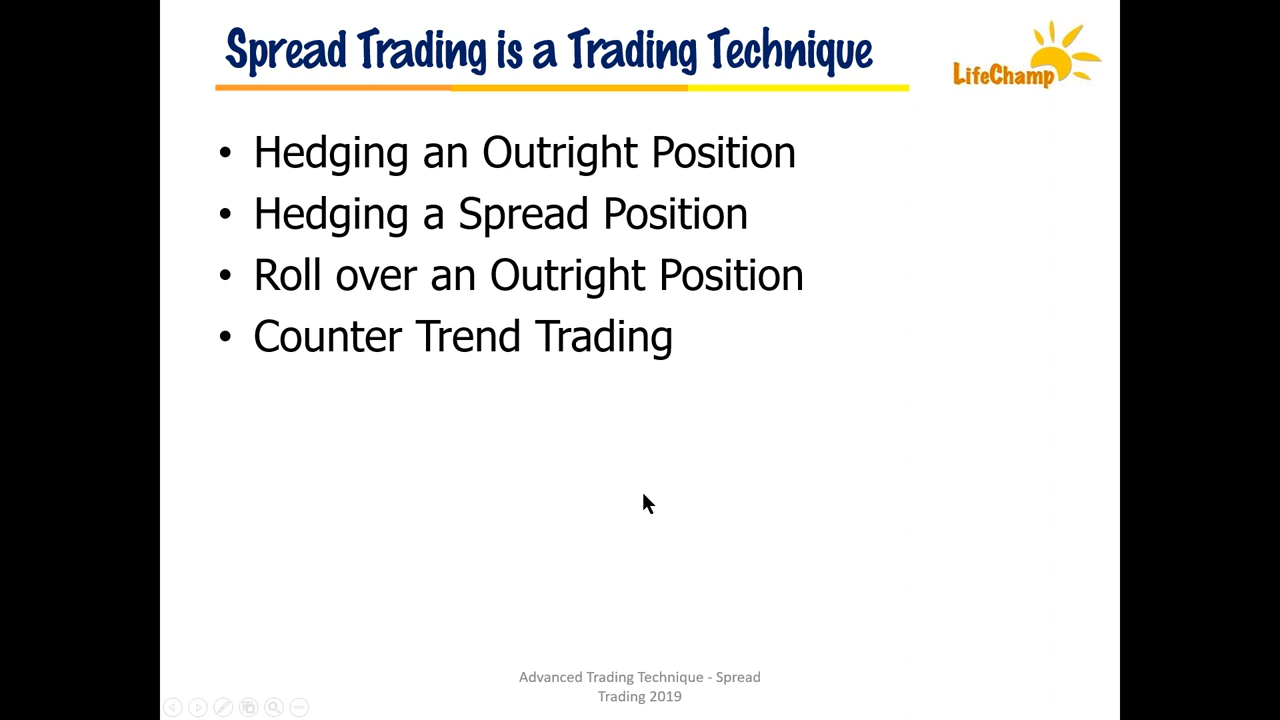 Spread Trading is a Trading Technique
LifeChamp
• Hedging an Outright Position
• Hedging a Spread Position
• Roll over an Outright Position
• Counter Trend Trading
Advanced Trading Technique - Spread
Trading 2019